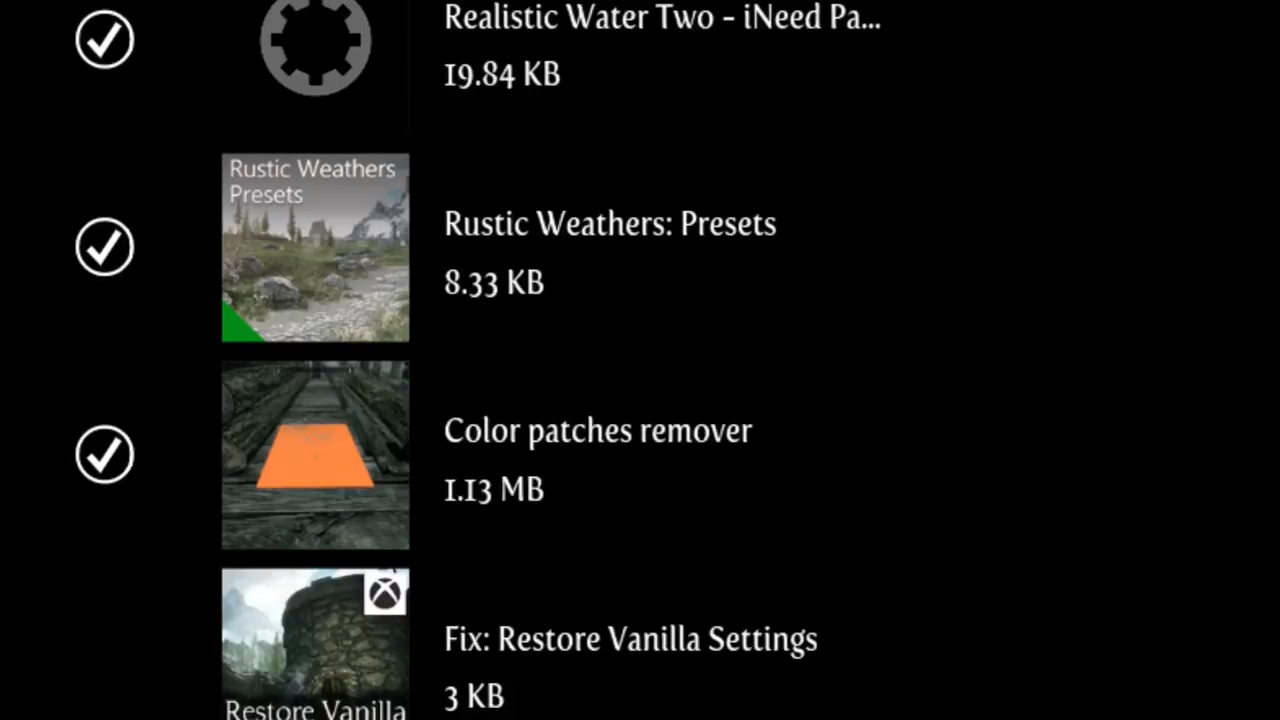 Realistic Water Two - iNeed Pa...
19.84 KB
Rustic Weathers
Presets
Rustic Weathers: Presets
8.33 KB
Color patches remover
1.13 MB
Fix: Restore Vanilla Settings
3 KB
Restore Vanilla